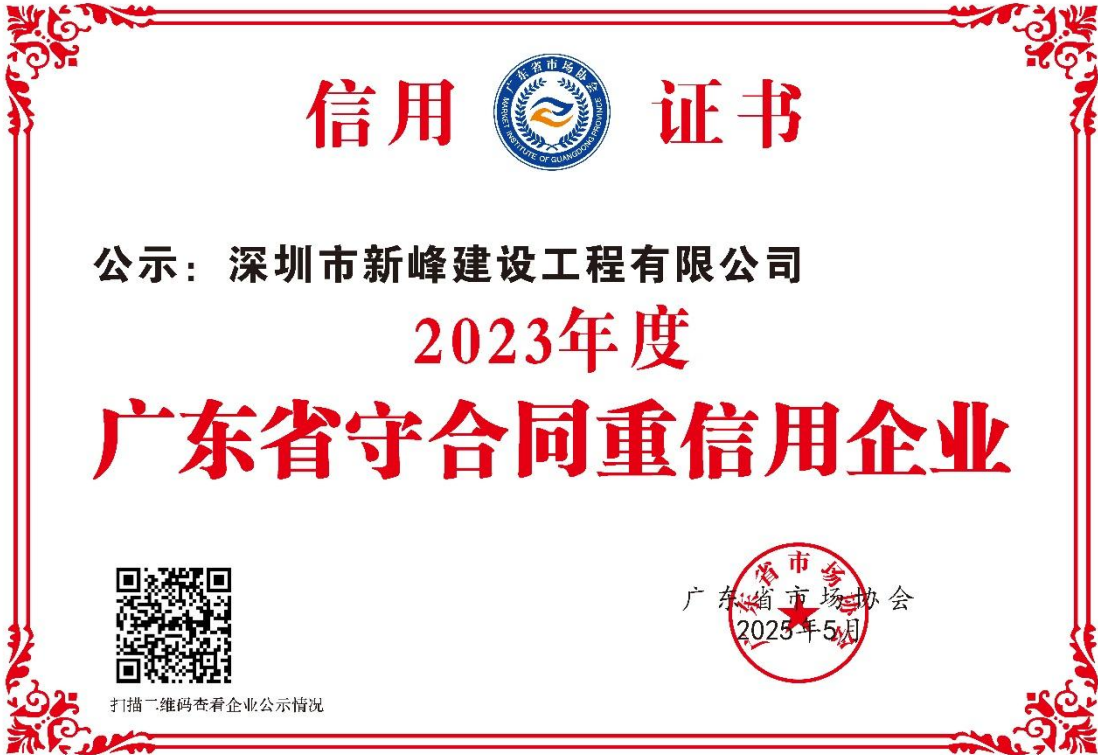 信用 证书
广东省市场协会
MARKET INSTITUTE OF GUANGDONG PROVINCE
公示：深圳市新峰建设工程有限公司
2023年度
广东省守合同重信用企业
广东省市场协会
广东省市场协会
2025年5月
扫描二维码查看企业公示情况